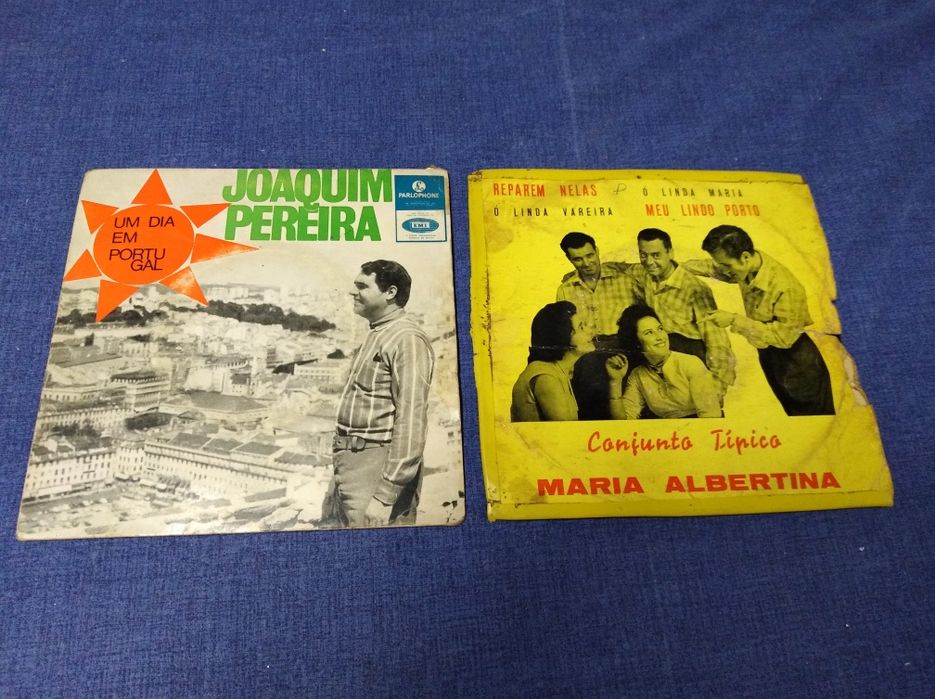 UM DIA
EM
PORTU
GAL
JOAQUIM
PEREIRA
PARLOPHONE
EMI
REPAREM NELAS
Ó LINDA MARIA
Ó LINDA VAREIRA
MEU LINDO PORTO
Conjunto Típico
MARIA ALBERTINA